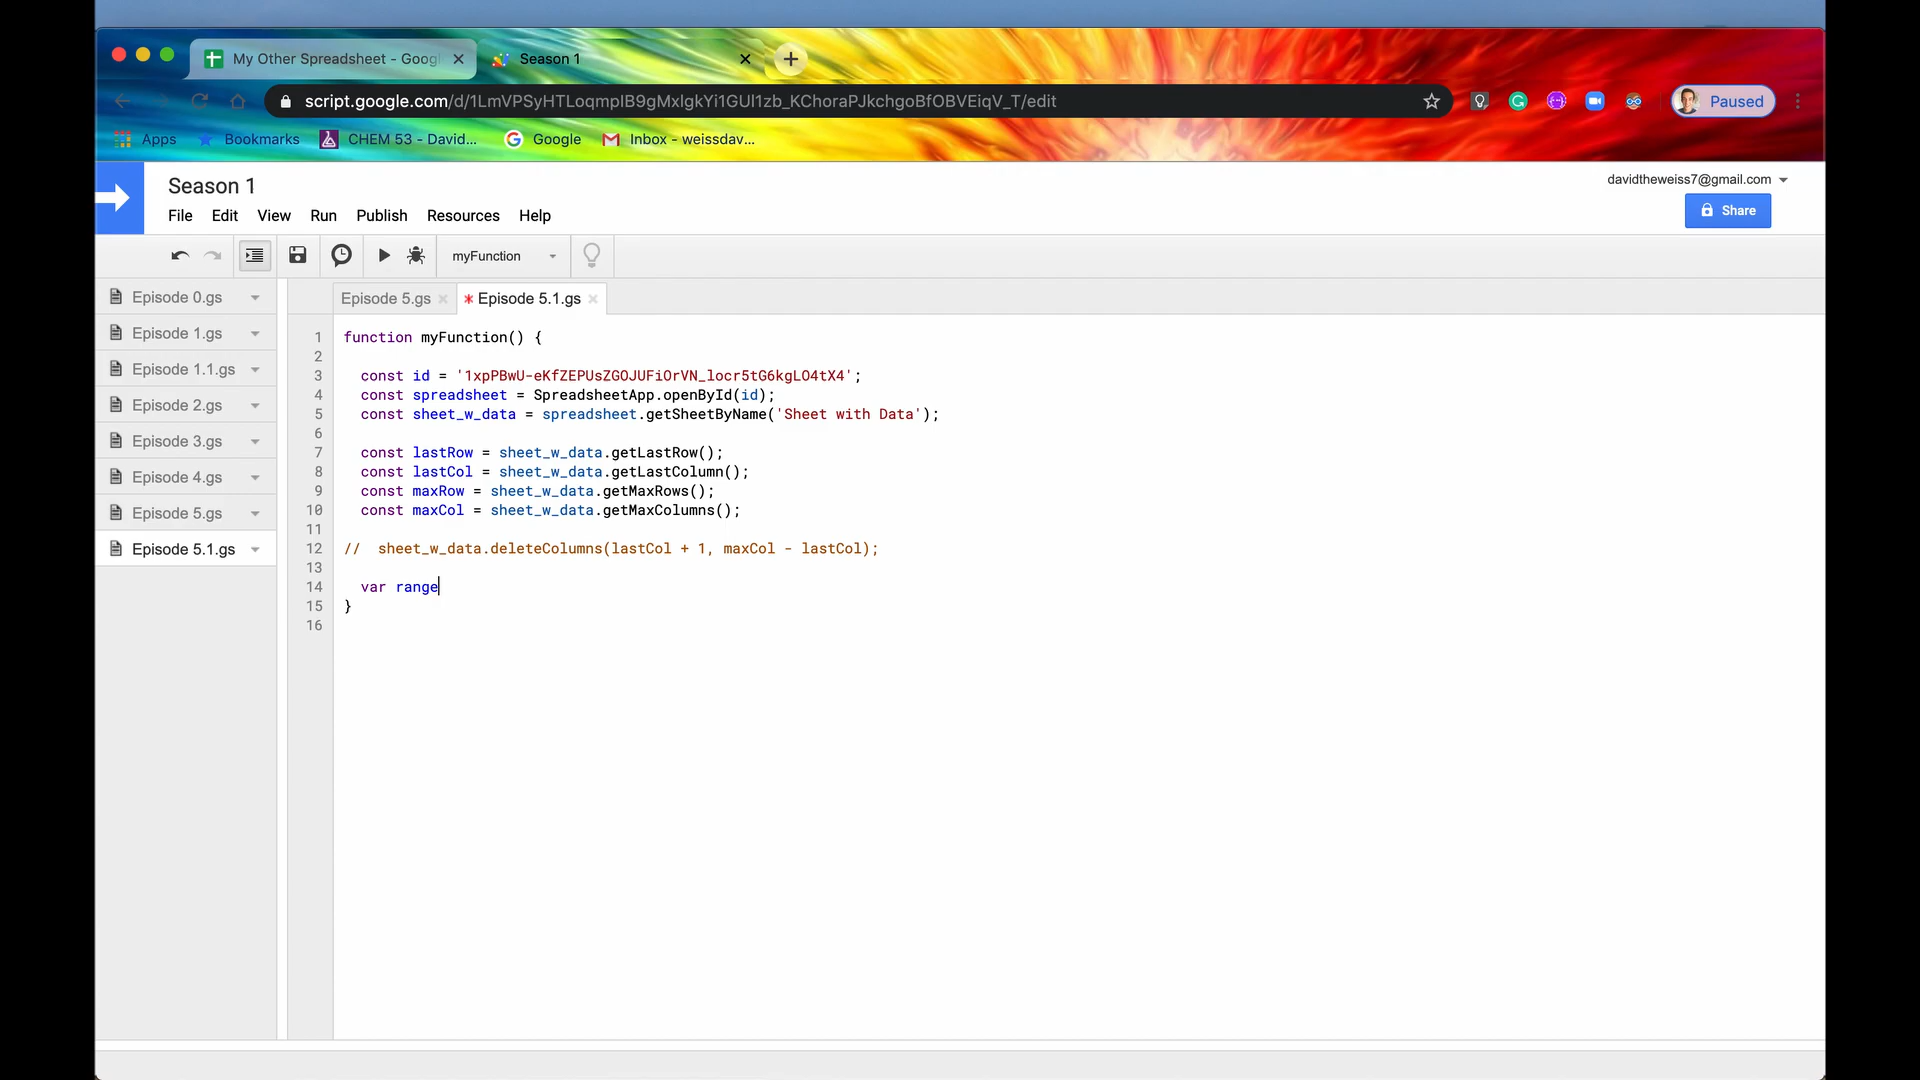 My Other Spreadsheet - Goog
Season 1
script.google.com/d/1LmVPSyHTLoqmpIB9gMxIgkYi1GUl1zb_KChoraPJkchgoBfOBVEiqV_T/edit
Paused
Apps
Bookmarks
CHEM 53 - David...
Google
Inbox - weissdav...
Season 1
davidtheweiss7@gmail.com
File Edit View Run Publish Resources Help
Share
myFunction
Episode 0.gs
Episode 1.gs
Episode 1.1.gs
Episode 2.gs
Episode 3.gs
Episode 4.gs
Episode 5.gs
Episode 5.1.gs
Episode 5.gs
* Episode 5.1.gs
1 function myFunction() {
2
3 const id = '1xpPBwU-eKfZEPUsZGOJUFiOrVN_locr5tG6kgLO4tX4';
4 const spreadsheet = SpreadsheetApp.openById(id);
5 const sheet_w_data = spreadsheet.getSheetByName('Sheet with Data');
6
7 const lastRow = sheet_w_data.getLastRow();
8 const lastCol = sheet_w_data.getLastColumn();
9 const maxRow = sheet_w_data.getMaxRows();
10 const maxCol = sheet_w_data.getMaxColumns();
11
12 // sheet_w_data.deleteColumns(lastCol + 1, maxCol - lastCol);
13
14 var range
15 }
16